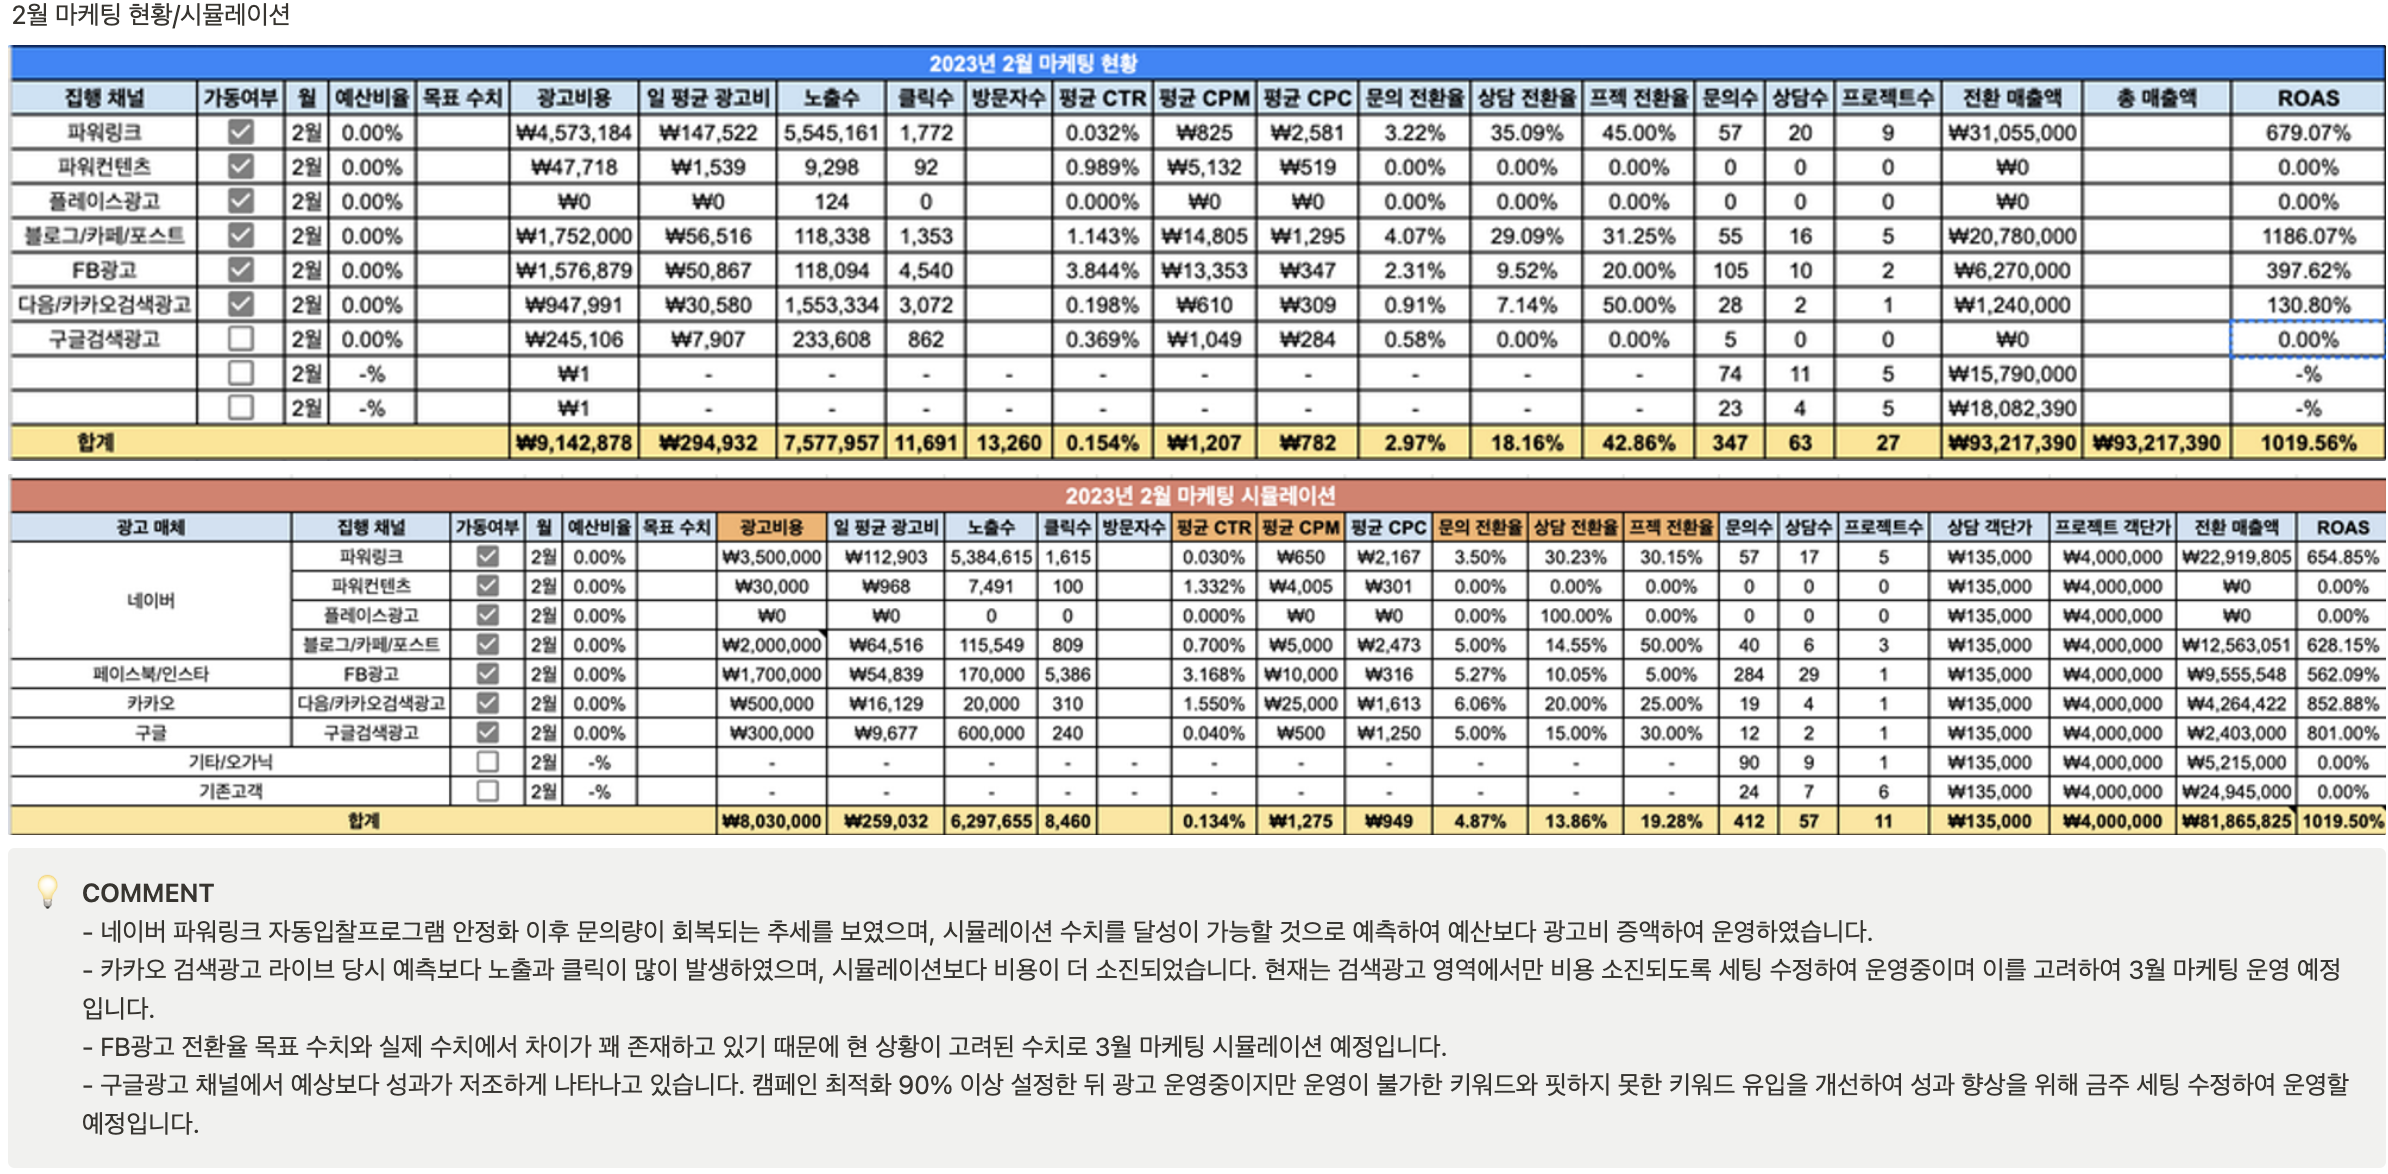 2월 마케팅 현황/시뮬레이션
2023년 2월 마케팅 현황
집행 채널 가동여부 월 예산비율 목표 수치 광고비용 일 평균 광고비 노출수 클릭수 방문자수 평균 CTR 평균 CPM 평균 CPC 문의 전환율 상담 전환율 프젝 전환율 문의수 상담수 프로젝트수 전환 매출액 총 매출액 ROAS
파워링크 2월 0.00% ₩4,573,184 ₩147,522 5,545,161 1,772 0.032% ₩825 ₩2,581 3.22% 35.09% 45.00% 57 20 9 ₩31,055,000 679.07%
파워컨텐츠 2월 0.00% ₩47,718 ₩1,539 9,298 92 0.989% ₩5,132 ₩519 0.00% 0.00% 0.00% 0 0 0 ₩0 0.00%
플레이스광고 2월 0.00% ₩0 ₩0 124 0 0.000% ₩0 ₩0 0.00% 0.00% 0.00% 0 0 0 ₩0 0.00%
블로그/카페/포스트 2월 0.00% ₩1,752,000 ₩56,516 118,338 1,353 1.143% ₩14,805 ₩1,295 4.07% 29.09% 31.25% 55 16 5 ₩20,780,000 1186.07%
FB광고 2월 0.00% ₩1,576,879 ₩50,867 118,094 4,540 3.844% ₩13,353 ₩347 2.31% 9.52% 20.00% 105 10 2 ₩6,270,000 397.62%
다음/카카오검색광고 2월 0.00% ₩947,991 ₩30,580 1,553,334 3,072 0.198% ₩610 ₩309 0.91% 7.14% 50.00% 28 2 1 ₩1,240,000 130.80%
구글검색광고 2월 0.00% ₩245,106 ₩7,907 233,608 862 0.369% ₩1,049 ₩284 0.58% 0.00% 0.00% 5 0 0 ₩0 0.00%
2월 -% ₩1 - - - - - - - - - - 74 11 5 ₩15,790,000 -%
2월 -% ₩1 - - - - - - - - - - 23 4 5 ₩18,082,390 -%
합계 ₩9,142,878 ₩294,932 7,577,957 11,691 13,260 0.154% ₩1,207 ₩782 2.97% 18.16% 42.86% 347 63 27 ₩93,217,390 ₩93,217,390 1019.56%
2023년 2월 마케팅 시뮬레이션
광고 매체 집행 채널 가동여부 월 예산비율 목표 수치 광고비용 일 평균 광고비 노출수 클릭수 방문자수 평균 CTR 평균 CPM 평균 CPC 문의 전환율 상담 전환율 프젝 전환율 문의수 상담수 프로젝트수 상담 객단가 프로젝트 객단가 전환 매출액 ROAS
네이버 파워링크 2월 0.00% ₩3,500,000 ₩112,903 5,384,615 1,615 0.030% ₩650 ₩2,167 3.50% 30.23% 30.15% 57 17 5 ₩135,000 ₩4,000,000 ₩22,919,805 654.85%
파워컨텐츠 2월 0.00% ₩30,000 ₩968 7,491 100 1.332% ₩4,005 ₩301 0.00% 0.00% 0.00% 0 0 0 ₩135,000 ₩4,000,000 ₩0 0.00%
플레이스광고 2월 0.00% ₩0 ₩0 0 0 0.000% ₩0 ₩0 0.00% 100.00% 0.00% 0 0 0 ₩135,000 ₩4,000,000 ₩0 0.00%
블로그/카페/포스트 2월 0.00% ₩2,000,000 ₩64,516 115,549 809 0.700% ₩5,000 ₩2,473 5.00% 14.55% 50.00% 40 6 3 ₩135,000 ₩4,000,000 ₩12,563,051 628.15%
페이스북/인스타 FB광고 2월 0.00% ₩1,700,000 ₩54,839 170,000 5,386 3.168% ₩10,000 ₩316 5.27% 10.05% 5.00% 284 29 1 ₩135,000 ₩4,000,000 ₩9,555,548 562.09%
카카오 다음/카카오검색광고 2월 0.00% ₩500,000 ₩16,129 20,000 310 1.550% ₩25,000 ₩1,613 6.06% 20.00% 25.00% 19 4 1 ₩135,000 ₩4,000,000 ₩4,264,422 852.88%
구글 구글검색광고 2월 0.00% ₩300,000 ₩9,677 600,000 240 0.040% ₩500 ₩1,250 5.00% 15.00% 30.00% 12 2 1 ₩135,000 ₩4,000,000 ₩2,403,000 801.00%
기타/오가닉 2월 -% - - - - - - - - - - - 90 9 1 ₩135,000 ₩4,000,000 ₩5,215,000 0.00%
기존고객 2월 -% - - - - - - - - - - - 24 7 6 ₩135,000 ₩4,000,000 ₩24,945,000 0.00%
합계 ₩8,030,000 ₩259,032 6,297,655 8,460 0.134% ₩1,275 ₩949 4.87% 13.86% 19.28% 412 57 11 ₩135,000 ₩4,000,000 ₩81,865,825 1019.50%
COMMENT
- 네이버 파워링크 자동입찰프로그램 안정화 이후 문의량이 회복되는 추세를 보였으며, 시뮬레이션 수치를 달성이 가능할 것으로 예측하여 예산보다 광고비 증액하여 운영하였습니다.
- 카카오 검색광고 라이브 당시 예측보다 노출과 클릭이 많이 발생하였으며, 시뮬레이션보다 비용이 더 소진되었습니다. 현재는 검색광고 영역에서만 비용 소진되도록 세팅 수정하여 운영중이며 이를 고려하여 3월 마케팅 운영 예정
입니다.
- FB광고 전환율 목표 수치와 실제 수치에서 차이가 꽤 존재하고 있기 때문에 현 상황이 고려된 수치로 3월 마케팅 시뮬레이션 예정입니다.
- 구글광고 채널에서 예상보다 성과가 저조하게 나타나고 있습니다. 캠페인 최적화 90% 이상 설정한 뒤 광고 운영중이지만 운영이 불가한 키워드와 핏하지 못한 키워드 유입을 개선하여 성과 향상을 위해 금주 세팅 수정하여 운영할
예정입니다.